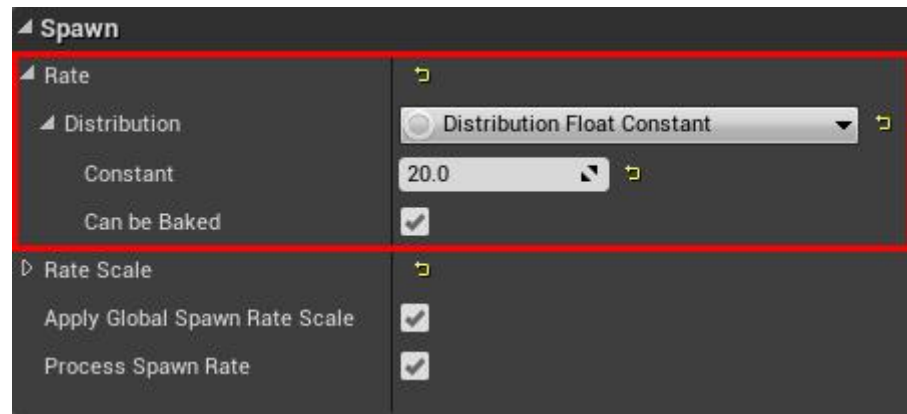 Spawn
Rate
Distribution Distribution Float Constant
Constant 20.0
Can be Baked
Rate Scale
Apply Global Spawn Rate Scale
Process Spawn Rate